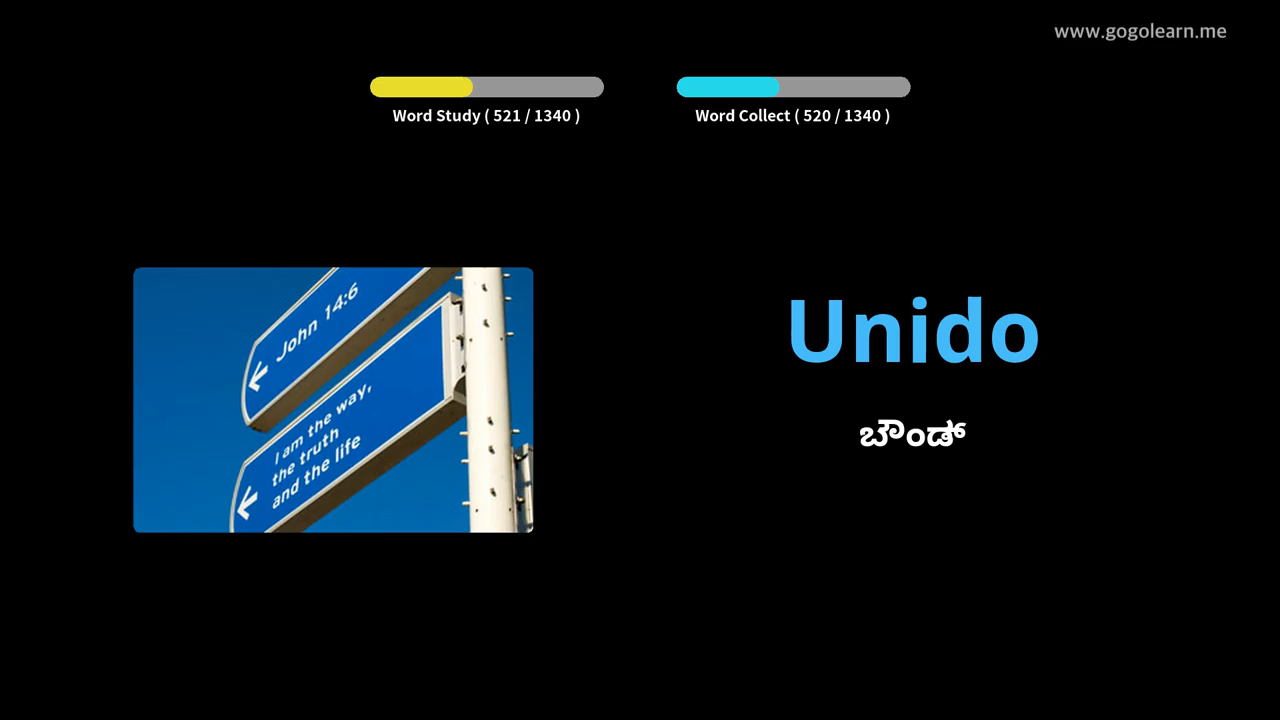 www.gogolearn.me
Word Study ( 521 / 1340 )
Word Collect ( 520 / 1340 )
John 14:6
I am the way,
the truth
and the life
Unido
ಬೌಂಡ್